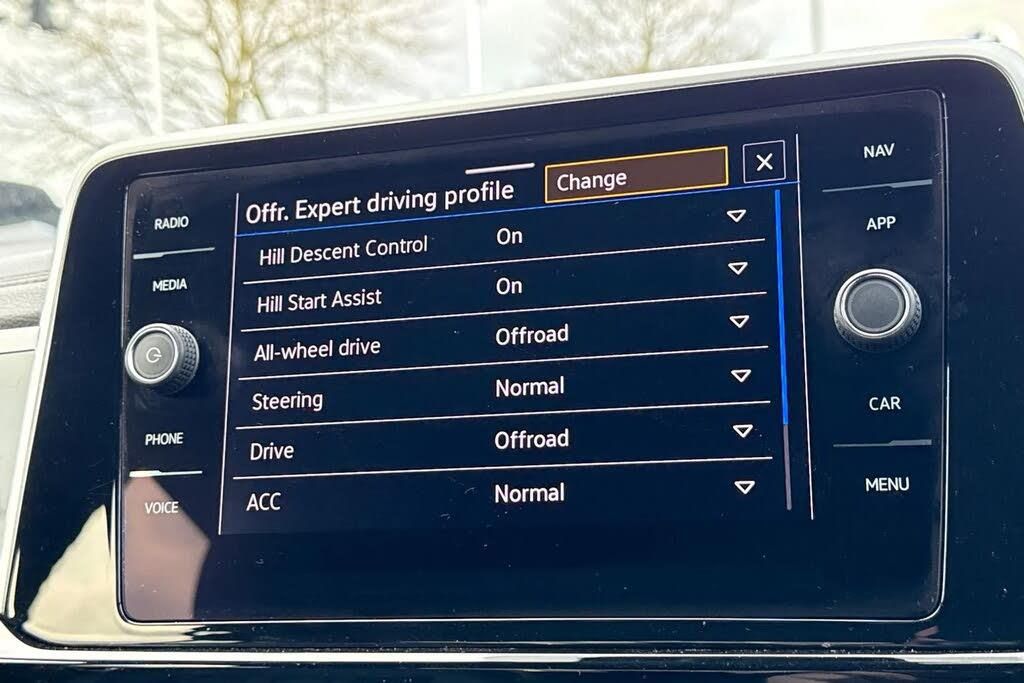 RADIO
MEDIA
PHONE
VOICE
Offr. Expert driving profile Change
Hill Descent Control On
Hill Start Assist On
All-wheel drive Offroad
Steering Normal
Drive Offroad
ACC Normal
NAV
APP
CAR
MENU